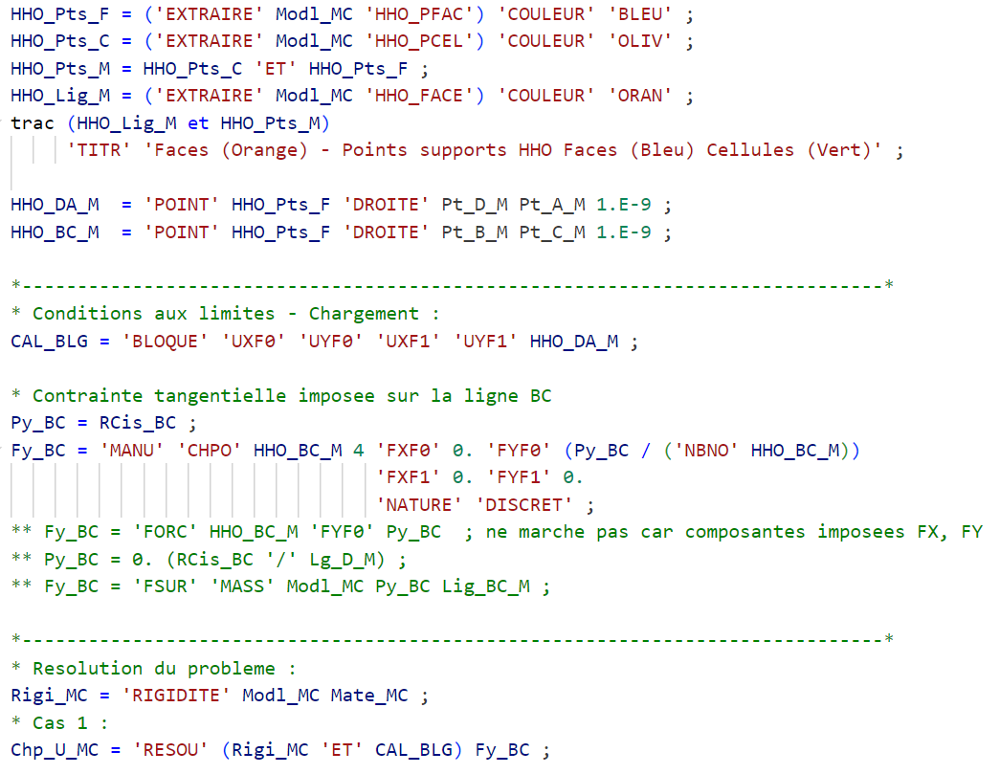 HHO_Pts_F = ('EXTRAIRE' Modl_MC 'HHO_PFAC') 'COULEUR' 'BLEU' ;
HHO_Pts_C = ('EXTRAIRE' Modl_MC 'HHO_PCEL') 'COULEUR' 'OLIV' ;
HHO_Pts_M = HHO_Pts_C 'ET' HHO_Pts_F ;
HHO_Lig_M = ('EXTRAIRE' Modl_MC 'HHO_FACE') 'COULEUR' 'ORAN' ;
trac (HHO_Lig_M et HHO_Pts_M)
'TITR' 'Faces (Orange) - Points supports HHO Faces (Bleu) Cellules (Vert)' ;
HHO_DA_M  = 'POINT' HHO_Pts_F 'DROITE' Pt_D_M Pt_A_M 1.E-9 ;
HHO_BC_M  = 'POINT' HHO_Pts_F 'DROITE' Pt_B_M Pt_C_M 1.E-9 ;
*------------------------------------------------------------------------------*
* Conditions aux limites - Chargement :
CAL_BLG = 'BLOQUE' 'UXF0' 'UYF0' 'UXF1' 'UYF1' HHO_DA_M ;
* Contrainte tangentielle imposee sur la ligne BC
Py_BC = RCis_BC ;
Fy_BC = 'MANU' 'CHPO' HHO_BC_M 4 'FXF0' 0. 'FYF0' (Py_BC / ('NBNO' HHO_BC_M))
'FXF1' 0. 'FYF1' 0.
'NATURE' 'DISCRET' ;
** Fy_BC = 'FORC' HHO_BC_M 'FYF0' Py_BC  ; ne marche pas car composantes imposees FX, FY
** Py_BC = 0. (RCis_BC '/' Lg_D_M) ;
** Fy_BC = 'FSUR' 'MASS' Modl_MC Py_BC Lig_BC_M ;
*------------------------------------------------------------------------------*
* Resolution du probleme :
Rigi_MC = 'RIGIDITE' Modl_MC Mate_MC ;
* Cas 1 :
Chp_U_MC = 'RESOU' (Rigi_MC 'ET' CAL_BLG) Fy_BC ;